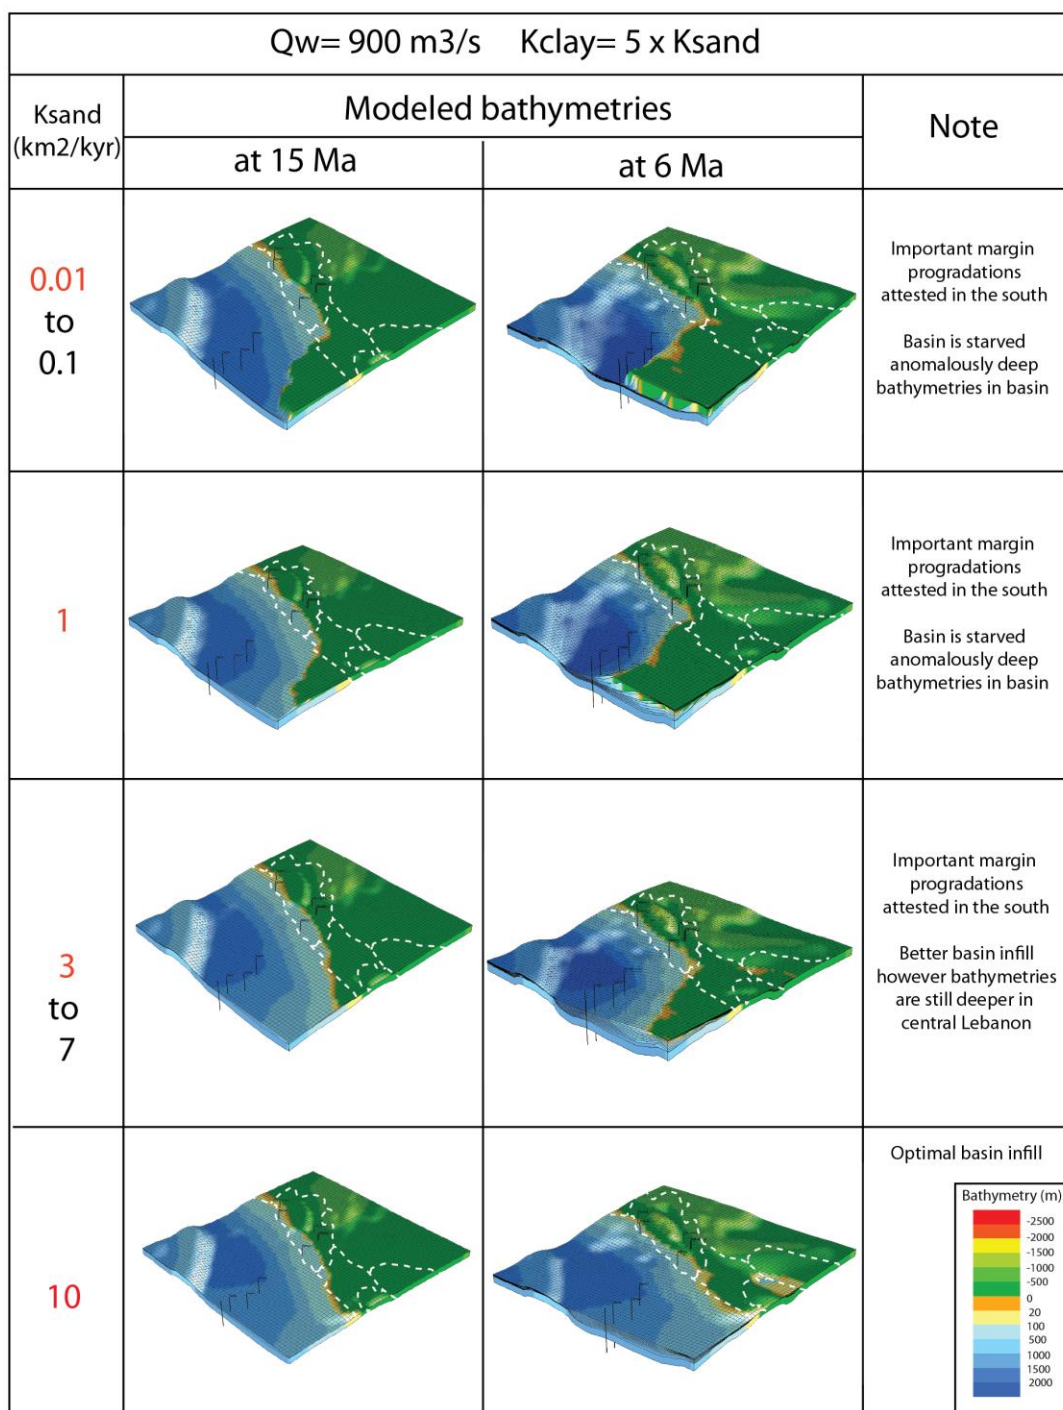 Qw= 900 m3/s Kclay= 5 x Ksand
Ksand
(km2/kyr)
Modeled bathymetries
Note
at 15 Ma
at 6 Ma
0.01
to
0.1
Important margin
progradations
attested in the south
Basin is starved
anomalously deep
bathymetries in basin
1
Important margin
progradations
attested in the south
Basin is starved
anomalously deep
bathymetries in basin
3
to
7
Important margin
progradations
attested in the south
Better basin infill
however bathymetries
are still deeper in
central Lebanon
10
Optimal basin infill
Bathymetry (m)
-2500
-2000
-1500
-1000
-500
0
20
100
500
1000
1500
2000